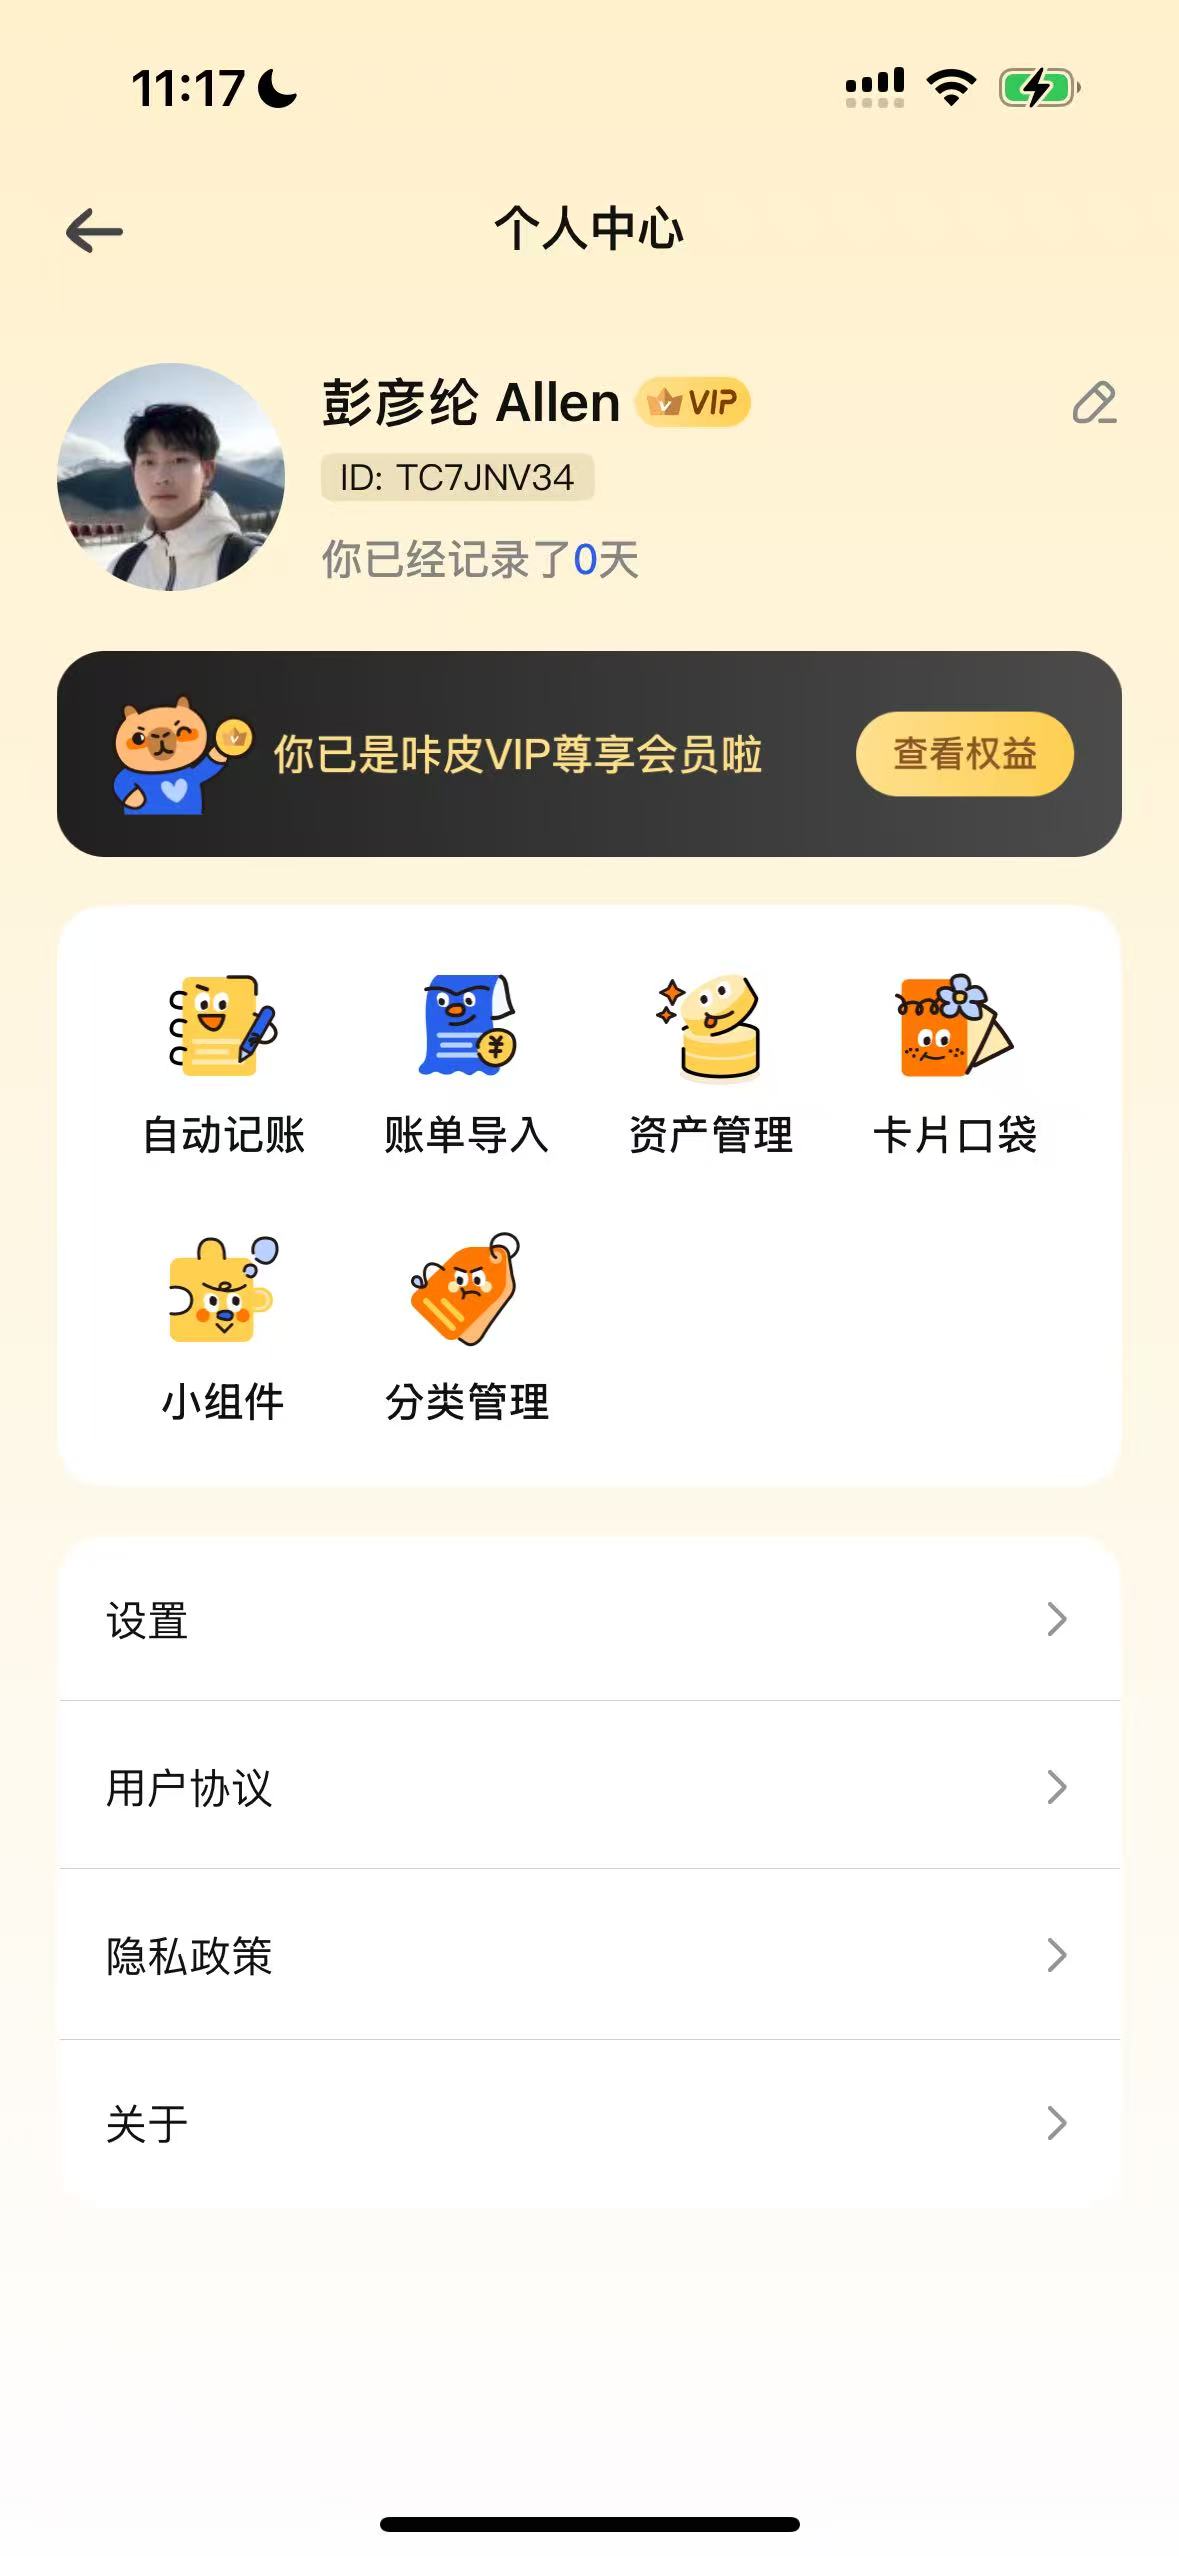 11:17
个人中心
彭彦纶 Allen VIP
ID: TC7JNV34
你已经记录了0天
你已是咔皮VIP尊享会员啦 查看权益
自动记账 账单导入 资产管理 卡片口袋
小组件 分类管理
设置
用户协议
隐私政策
关于